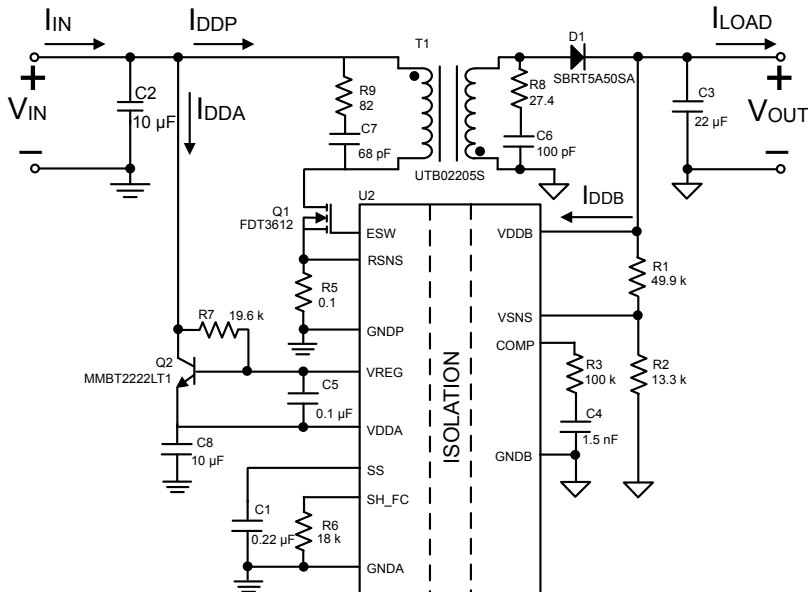 IIN
IDDP
T1
D1
ILOAD
SBRT5A50SA
+
VIN
–
C2
10 µF
IDDA
R9
82
C7
68 pF
R8
27.4
C6
100 pF
UTB02205S
C3
22 µF
+
VOUT
–
Q1
FDT3612
U2
IDDB
ESW
VDDB
RSNS
R5
0.1
R1
49.9 k
R7
19.6 k
GNDP
VSNS
Q2
MMBT2222LT1
VREG
COMP
R3
100 k
R2
13.3 k
C5
0.1 µF
ISOLATION
C4
1.5 nF
C8
10 µF
VDDA
GNDB
SS
SH_FC
C1
0.22 µF
R6
18 k
GNDA